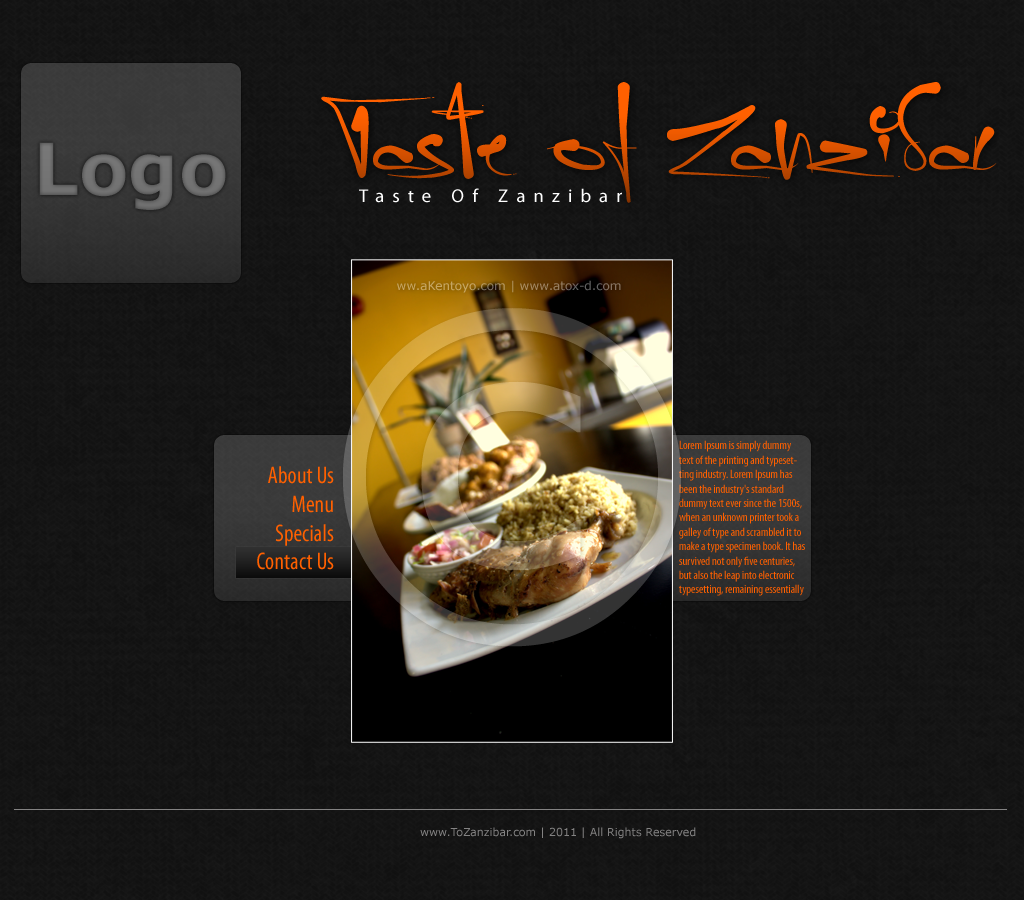 Logo
Taste of Zanzibar
Taste Of Zanzibar
ww.aKentoyo.com | www.atox-d.com
©
About Us
Menu
Specials
Contact Us
Lorem Ipsum is simply dummy
text of the printing and typeset-
ting industry. Lorem Ipsum has
been the industry's standard
dummy text ever since the 1500s,
when an unknown printer took a
galley of type and scrambled it to
make a type specimen book. It has
survived not only five centuries,
but also the leap into electronic
typesetting, remaining essentially
www.ToZanzibar.com | 2011 | All Rights Reserved